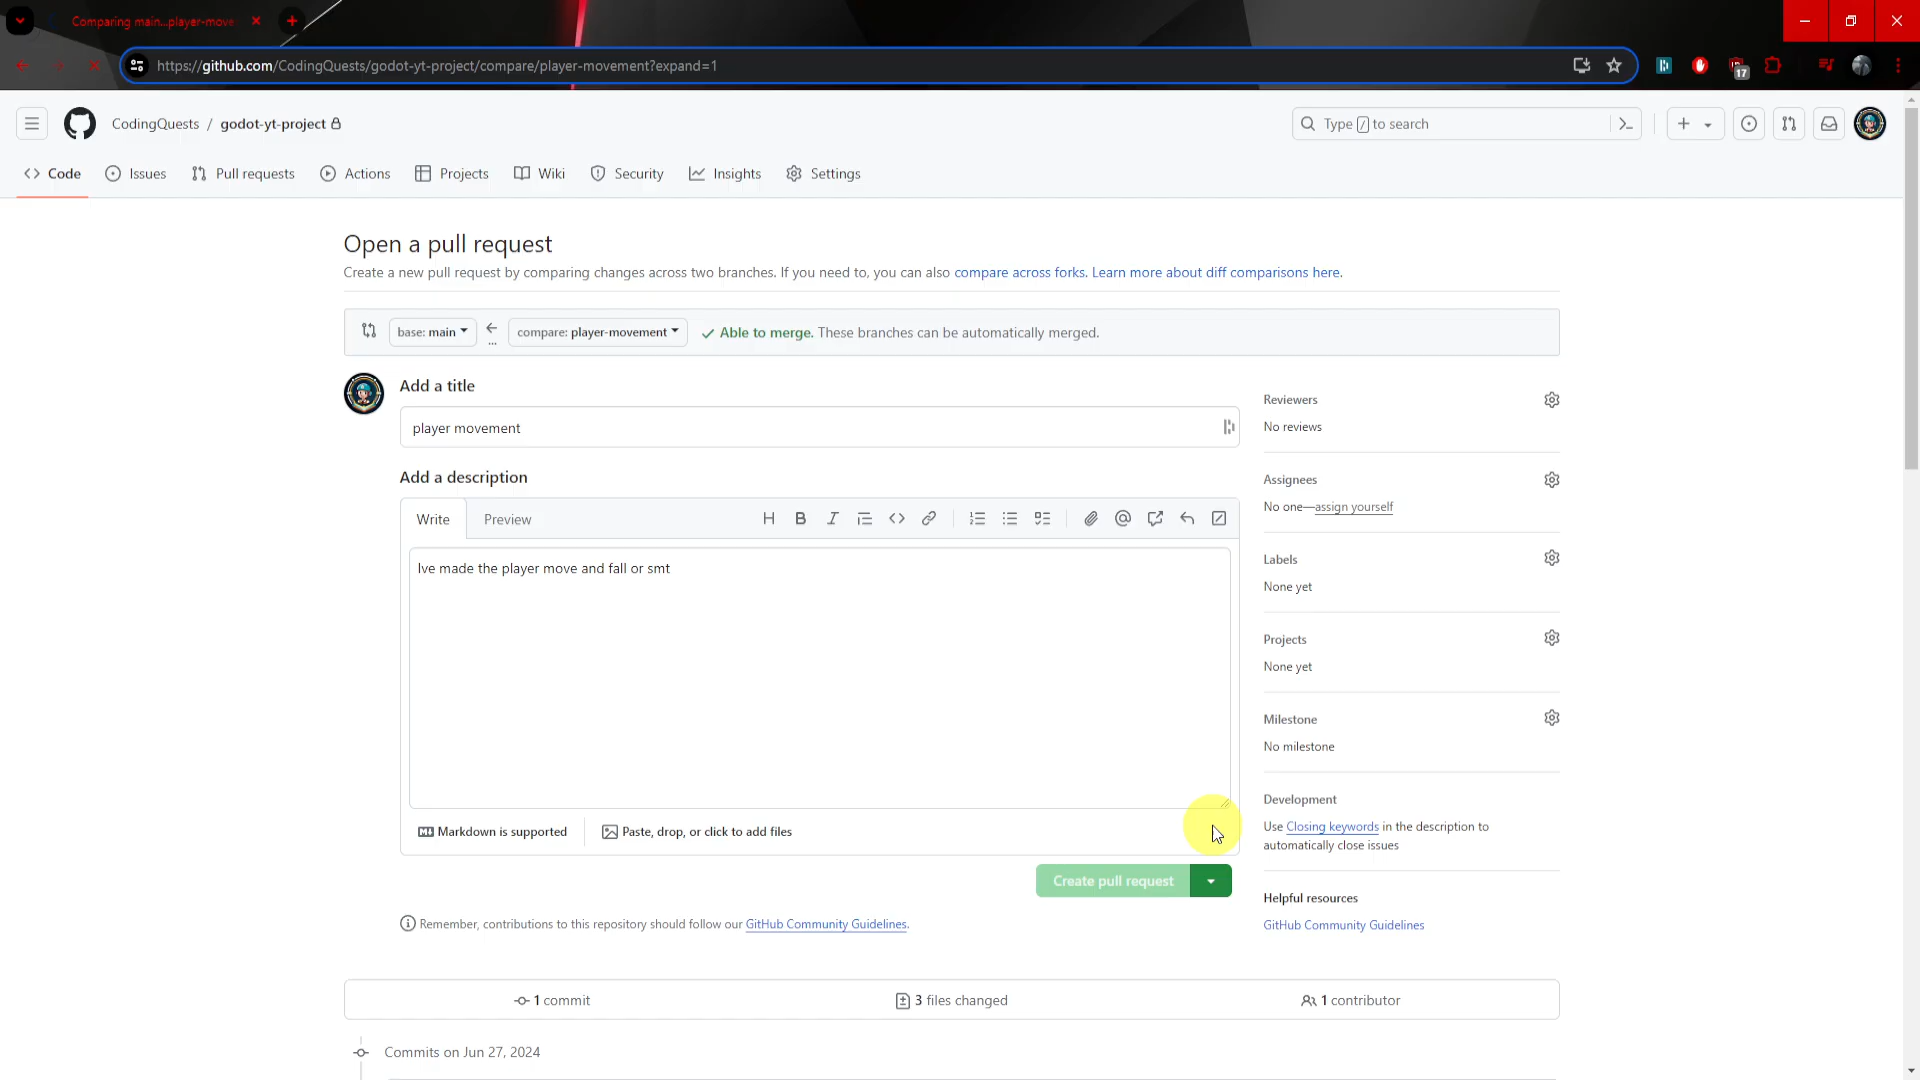 Comparing main...player-move
https://github.com/CodingQuests/godot-yt-project/compare/player-movement?expand=1
17
CodingQuests / godot-yt-project
Type / to search
Code
Issues
Pull requests
Actions
Projects
Wiki
Security
Insights
Settings
Open a pull request
Create a new pull request by comparing changes across two branches. If you need to, you can also compare across forks. Learn more about diff comparisons here.
base: main
...
compare: player-movement
Able to merge. These branches can be automatically merged.
Add a title
player movement
Add a description
Write
Preview
Ive made the player move and fall or smt
Markdown is supported
Paste, drop, or click to add files
Create pull request
Remember, contributions to this repository should follow our GitHub Community Guidelines.
Reviewers
No reviews
Assignees
No one—assign yourself
Labels
None yet
Projects
None yet
Milestone
No milestone
Development
Use Closing keywords in the description to
automatically close issues
Helpful resources
GitHub Community Guidelines
1 commit
3 files changed
1 contributor
Commits on Jun 27, 2024